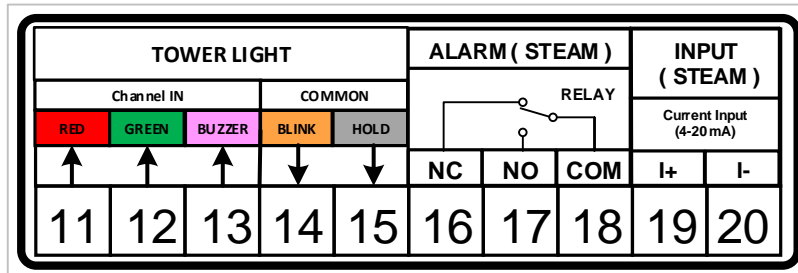 TOWER LIGHT
ALARM ( STEAM )
INPUT
( STEAM )
Channel IN
COMMON
RELAY
Current Input
(4-20 mA)
RED
GREEN
BUZZER
BLINK
HOLD
NC
NO
COM
I+
I-
11
12
13
14
15
16
17
18
19
20